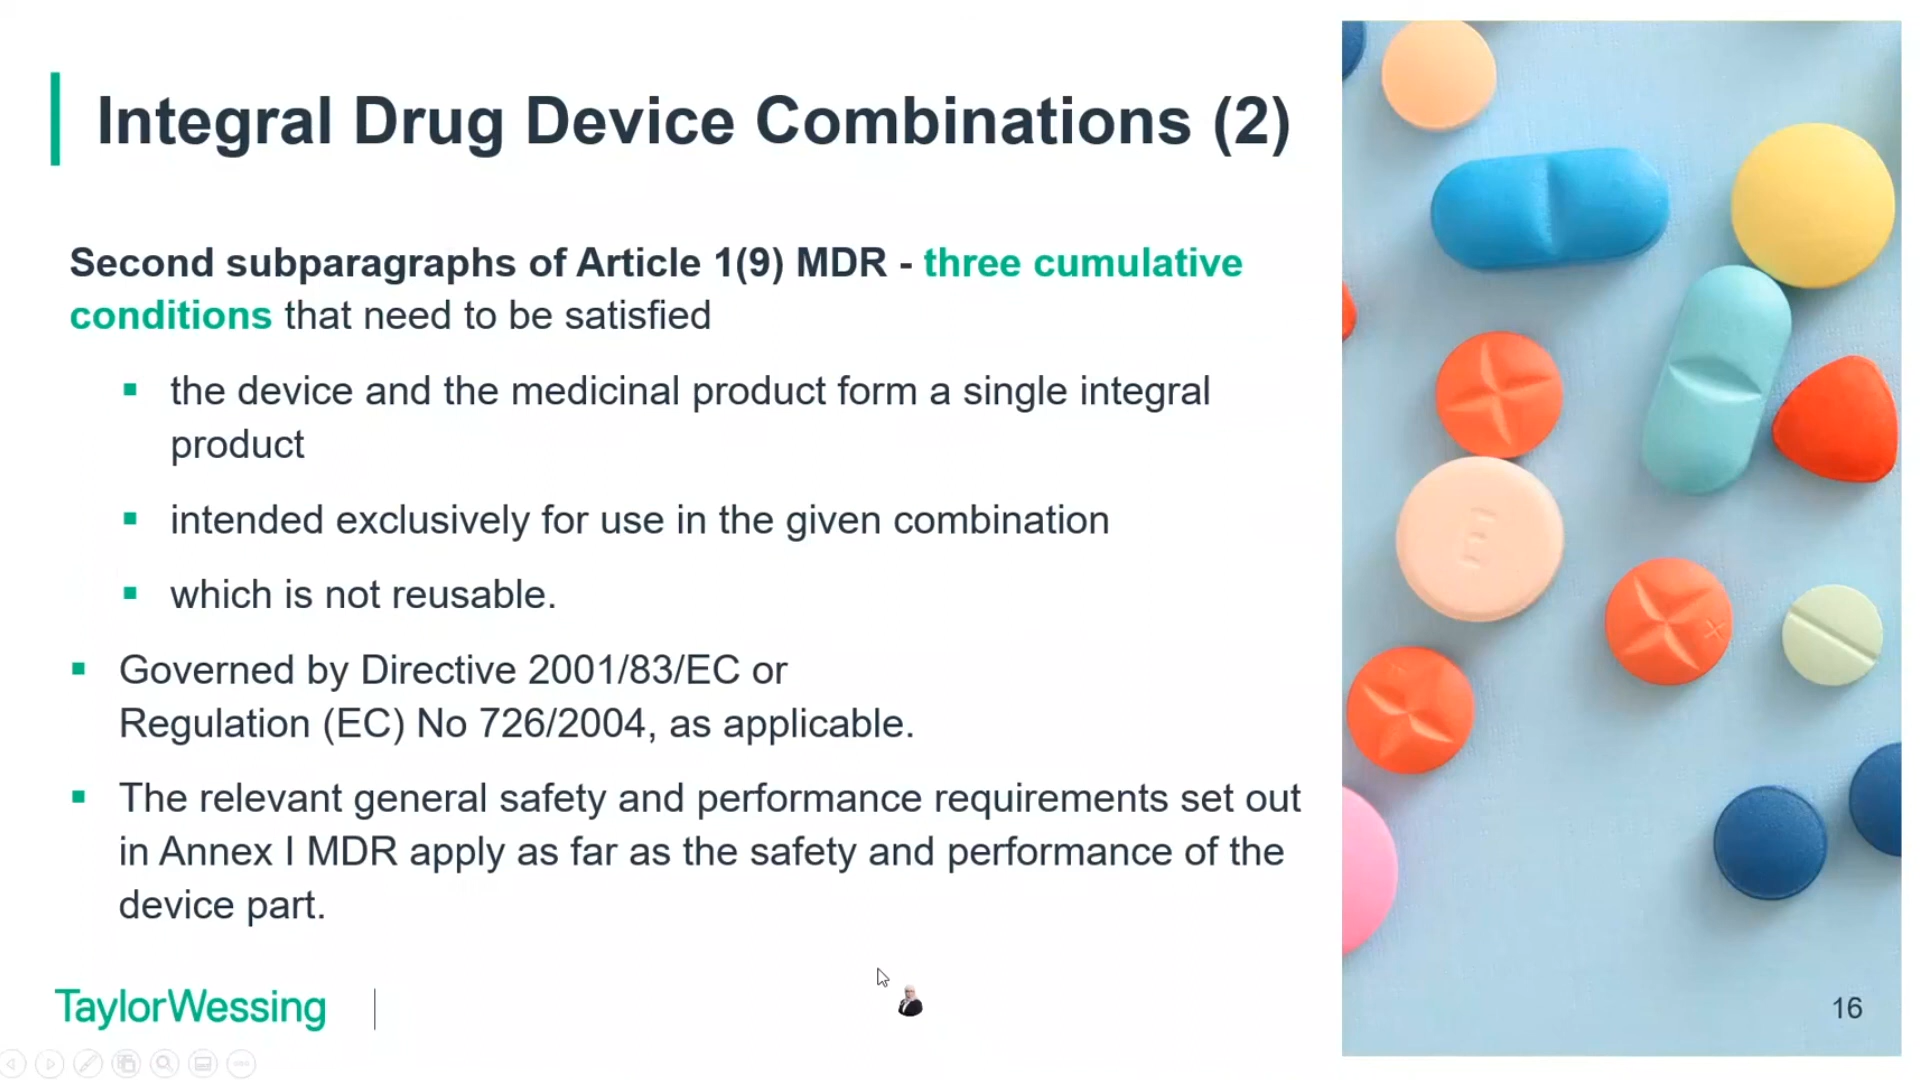 Integral Drug Device Combinations (2)
Second subparagraphs of Article 1(9) MDR - three cumulative
conditions that need to be satisfied
the device and the medicinal product form a single integral
product
intended exclusively for use in the given combination
which is not reusable.
Governed by Directive 2001/83/EC or
Regulation (EC) No 726/2004, as applicable.
The relevant general safety and performance requirements set out
in Annex I MDR apply as far as the safety and performance of the
device part.
TaylorWessing
16